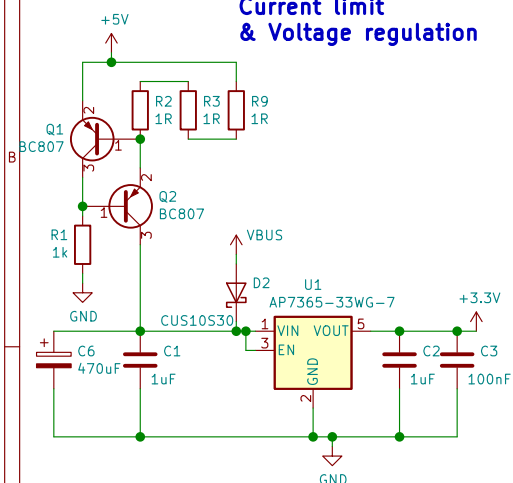 Current limit
& Voltage regulation
+5V
2
Q1
BC807
1
3
R2
1R
R3
1R
R9
1R
B
2
Q2
BC807
1
3
R1
1k
GND
VBUS
D2
CUS10S30
U1
AP7365-33WG-7
1 VIN VOUT 5
3 EN
GND
2
+3.3V
C6
470uF
+
C1
1uF
C2
1uF
C3
100nF
GND